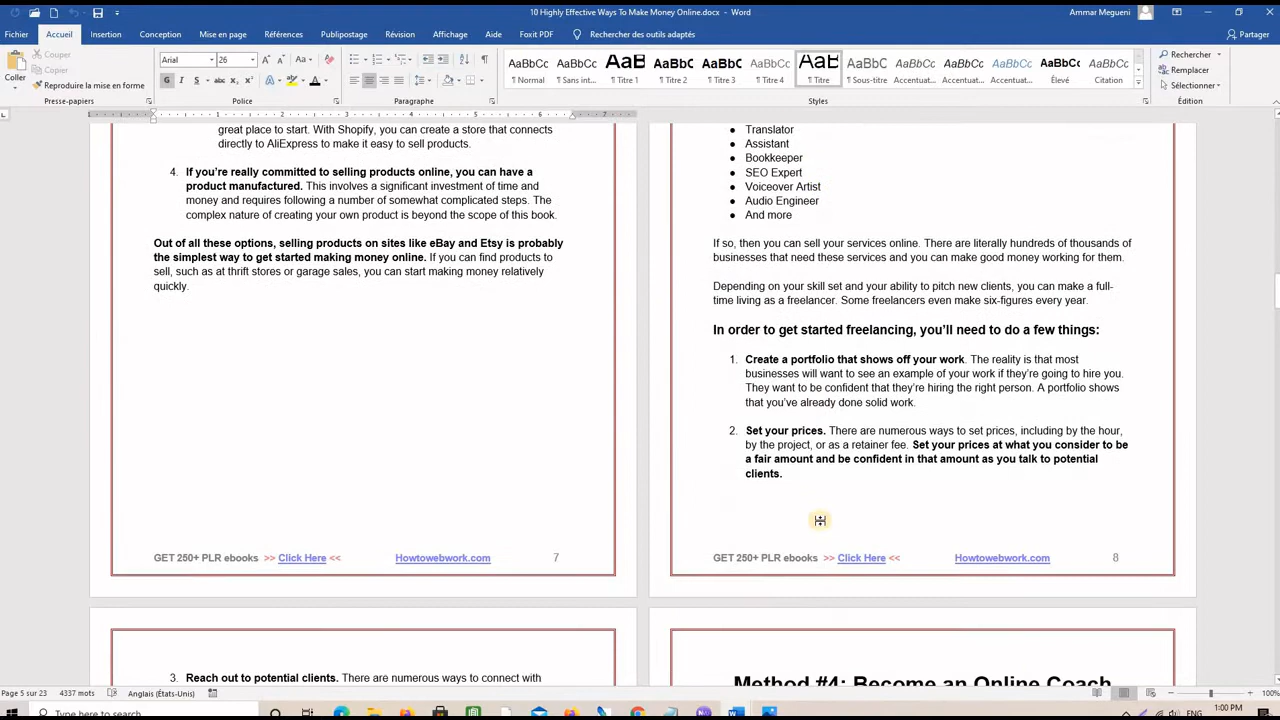 10 Highly Effective Ways To Make Money Online.docx - Word
Ammar Megueni
Fichier Accueil Insertion Conception Mise en page Références Publipostage Révision Affichage Aide Foxit PDF Rechercher des outils adaptés Partager
Couper
Copier
Coller
Reproduire la mise en forme
Presse-papiers
Arial 26
Police
Paragraphe
AaBbCc AaBbCc AaB AaBbCc AaBbCc AaBbCc AaB AaBbCc AaBbCc AaBbCc AaBbCc AaBbCc AaBbCc
¶ Normal ¶ Sans int... ¶ Titre 1 ¶ Titre 2 ¶ Titre 3 ¶ Titre 4 ¶ Titre ¶ Sous-titre Accentuat... Accentuat... Accentuat... Élevé Citation
Styles
Rechercher
Remplacer
Sélectionner
Édition
great place to start. With Shopify, you can create a store that connects
directly to AliExpress to make it easy to sell products.
4. If you're really committed to selling products online, you can have a
product manufactured. This involves a significant investment of time and
money and requires following a number of somewhat complicated steps. The
complex nature of creating your own product is beyond the scope of this book.
Out of all these options, selling products on sites like eBay and Etsy is probably
the simplest way to get started making money online. If you can find products to
sell, such as at thrift stores or garage sales, you can start making money relatively
quickly.
GET 250+ PLR ebooks >> Click Here << Howtowebwork.com 7
● Translator
● Assistant
● Bookkeeper
● SEO Expert
● Voiceover Artist
● Audio Engineer
● And more
If so, then you can sell your services online. There are literally hundreds of thousands of
businesses that need these services and you can make good money working for them.
Depending on your skill set and your ability to pitch new clients, you can make a full-
time living as a freelancer. Some freelancers even make six-figures every year.
In order to get started freelancing, you'll need to do a few things:
1. Create a portfolio that shows off your work. The reality is that most
businesses will want to see an example of your work if they're going to hire you.
They want to be confident that they're hiring the right person. A portfolio shows
that you've already done solid work.
2. Set your prices. There are numerous ways to set prices, including by the hour,
by the project, or as a retainer fee. Set your prices at what you consider to be
a fair amount and be confident in that amount as you talk to potential
clients.
GET 250+ PLR ebooks >> Click Here << Howtowebwork.com 8
3. Reach out to potential clients. There are numerous ways to connect with
Method #4: Become an Online Coach
Page 5 sur 23 4337 mots Anglais (États-Unis) 100%
Type here to search ENG 1:00 PM